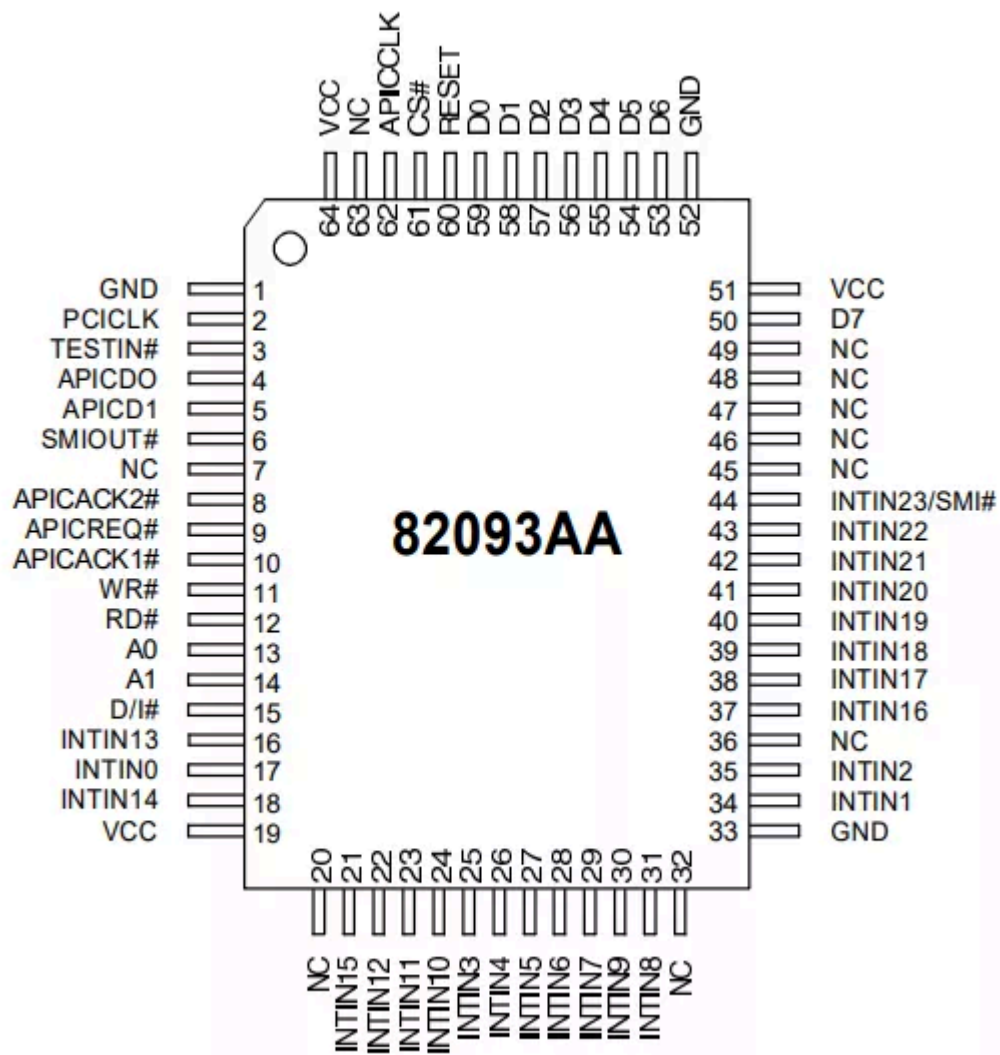 VCC NC APICCLK CS# RESET D0 D1 D2 D3 D4 D5 D6 GND
64 63 62 61 60 59 58 57 56 55 54 53 52
GND 1 51 VCC
PCICLK 2 50 D7
TESTIN# 3 49 NC
APICDO 4 48 NC
APICD1 5 47 NC
SMIOUT# 6 46 NC
NC 7 45 NC
APICACK2# 8 44 INTIN23/SMI#
APICREQ# 9 43 INTIN22
82093AA
APICACK1# 10 42 INTIN21
WR# 11 41 INTIN20
RD# 12 40 INTIN19
A0 13 39 INTIN18
A1 14 38 INTIN17
D/I# 15 37 INTIN16
INTIN13 16 36 NC
INTIN0 17 35 INTIN2
INTIN14 18 34 INTIN1
VCC 19 33 GND
20 21 22 23 24 25 26 27 28 29 30 31 32
NC INTIN15 INTIN12 INTIN11 INTIN10 INTIN3 INTIN4 INTIN5 INTIN6 INTIN7 INTIN9 INTIN8 NC